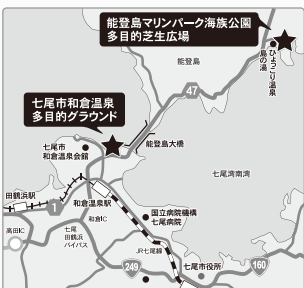 能登島マリンパーク海族公園
多目的芝生広場
能登島
ひょっこり温泉
島の湯
47
七尾市和倉温泉
多目的グラウンド
能登島大橋
七尾市
和倉温泉会館
七尾湾南湾
田鶴浜駅
和倉温泉駅
1
和倉IC
高田IC
七尾
田鶴浜
バイパス
国立病院機構
七尾病院
JR七尾線
249
七尾市役所
160